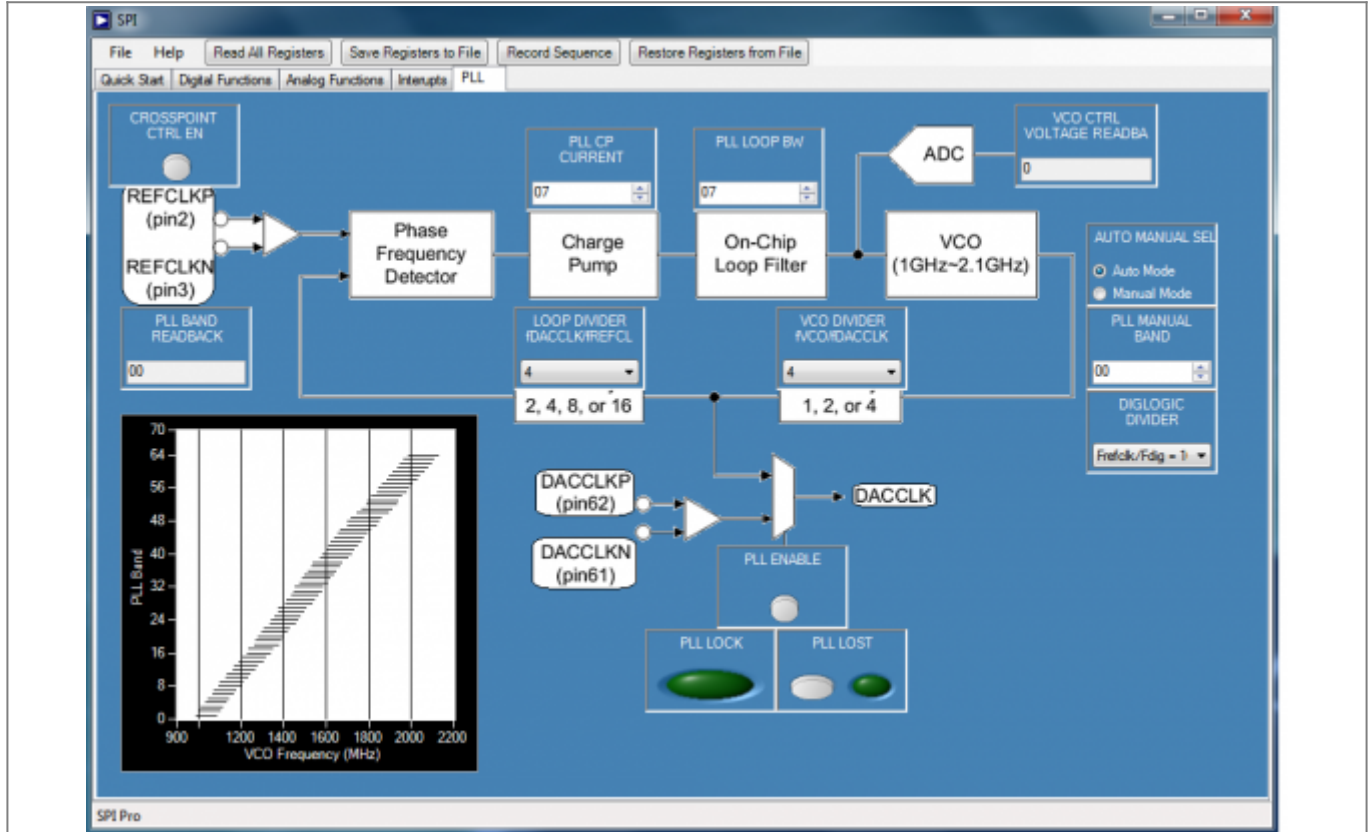 SPI
File Help Read All Registers Save Registers to File Record Sequence Restore Registers from File
Quick Start Digital Functions Analog Functions Interupts PLL
CROSSPOINT
CTRL EN
REFCLKP
(pin2)
REFCLKN
(pin3)
PLL BAND
READBACK
00
Phase
Frequency
Detector
PLL CP
CURRENT
07
Charge
Pump
PLL LOOP BW
07
On-Chip
Loop Filter
ADC
VCO CTRL
VOLTAGE READBA
0
VCO
(1GHz~2.1GHz)
AUTO MANUAL SEL
Auto Mode
Manual Mode
PLL MANUAL
BAND
00
DIGLOGIC
DIVIDER
Frefclk/Fdig = 1
LOOP DIVIDER
fDACCLK/fREFCL
4
2, 4, 8, or 16
VCO DIVIDER
fVCO/fDACCLK
4
1, 2, or 4
DACCLKP
(pin62)
DACCLKN
(pin61)
DACCLK
PLL ENABLE
PLL LOCK
PLL LOST
PLL Band
70
64
56
48
40
32
24
16
8
0
900 1200 1400 1600 1800 2000 2200
VCO Frequency (MHz)
SPI Pro